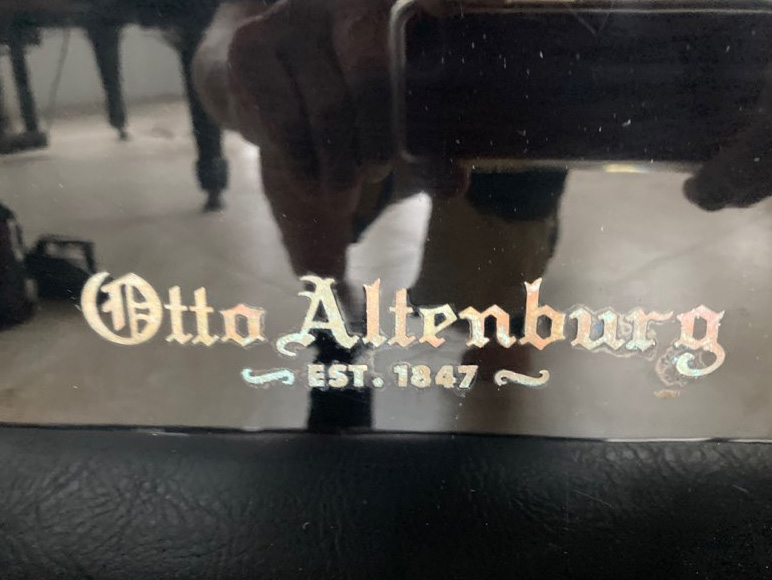 Otto Altenburg
~ EST. 1847 ~